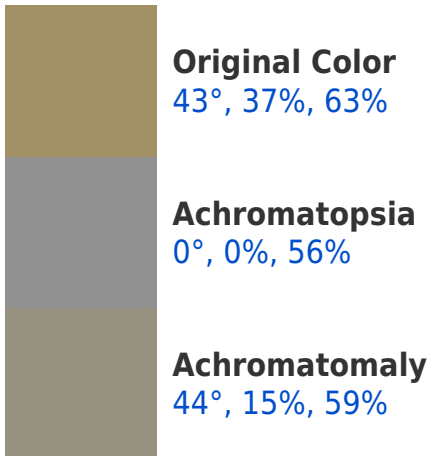 Original Color
43°, 37%, 63%
Achromatopsia
0°, 0%, 56%
Achromatomaly
44°, 15%, 59%